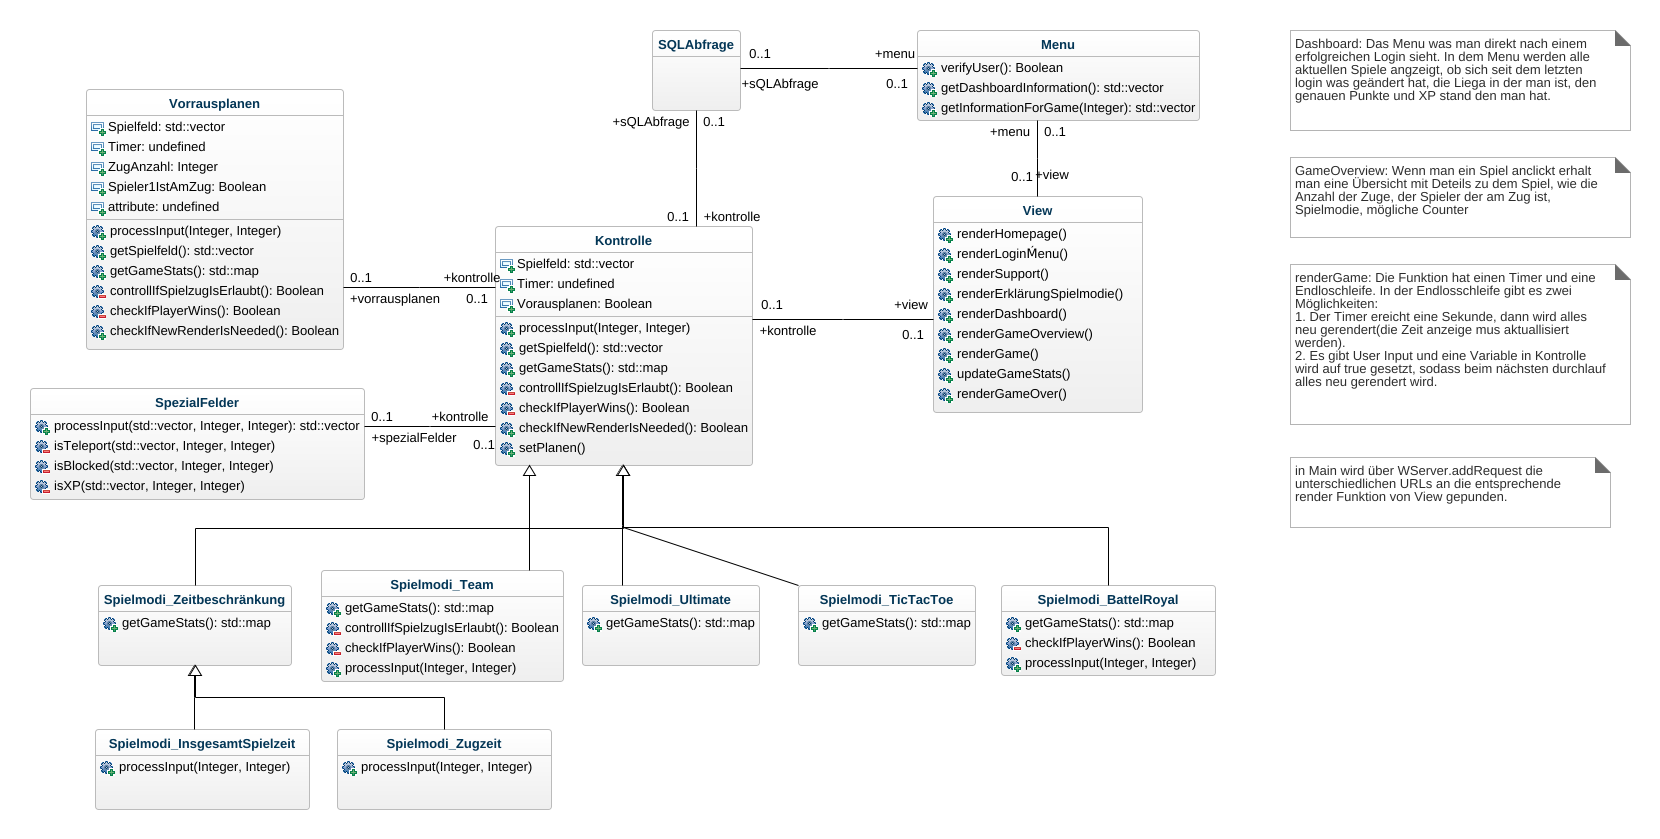 SQLAbfrage
0..1
+menu
+sQLAbfrage
0..1
Menu
verifyUser(): Boolean
getDashboardInformation(): std::vector
getInformationForGame(Integer): std::vector
+sQLAbfrage
0..1
+menu
0..1
0..1
+view
0..1
+kontrolle
Vorrausplanen
Spielfeld: std::vector
Timer: undefined
ZugAnzahl: Integer
Spieler1IstAmZug: Boolean
attribute: undefined
processInput(Integer, Integer)
getSpielfeld(): std::vector
getGameStats(): std::map
controllIfSpielzugIsErlaubt(): Boolean
checkIfPlayerWins(): Boolean
checkIfNewRenderIsNeeded(): Boolean
0..1
+kontrolle
+vorrausplanen
0..1
Kontrolle
Spielfeld: std::vector
Timer: undefined
Vorausplanen: Boolean
processInput(Integer, Integer)
getSpielfeld(): std::vector
getGameStats(): std::map
controllIfSpielzugIsErlaubt(): Boolean
checkIfPlayerWins(): Boolean
checkIfNewRenderIsNeeded(): Boolean
setPlanen()
0..1
+view
+kontrolle
0..1
View
renderHomepage()
renderLoginMenu()
renderSupport()
renderErklärungSpielmodie()
renderDashboard()
renderGameOverview()
renderGame()
updateGameStats()
renderGameOver()
SpezialFelder
processInput(std::vector, Integer, Integer): std::vector
isTeleport(std::vector, Integer, Integer)
isBlocked(std::vector, Integer, Integer)
isXP(std::vector, Integer, Integer)
0..1
+kontrolle
+spezialFelder
0..1
Spielmodi_Zeitbeschränkung
getGameStats(): std::map
Spielmodi_Team
getGameStats(): std::map
controllIfSpielzugIsErlaubt(): Boolean
checkIfPlayerWins(): Boolean
processInput(Integer, Integer)
Spielmodi_Ultimate
getGameStats(): std::map
Spielmodi_TicTacToe
getGameStats(): std::map
Spielmodi_BattelRoyal
getGameStats(): std::map
checkIfPlayerWins(): Boolean
processInput(Integer, Integer)
Spielmodi_InsgesamtSpielzeit
processInput(Integer, Integer)
Spielmodi_Zugzeit
processInput(Integer, Integer)
Dashboard: Das Menu was man direkt nach einem
erfolgreichen Login sieht. In dem Menu werden alle
aktuellen Spiele angzeigt, ob sich seit dem letzten
login was geändert hat, die Liega in der man ist, den
genauen Punkte und XP stand den man hat.
GameOverview: Wenn man ein Spiel anclickt erhalt
man eine Übersicht mit Deteils zu dem Spiel, wie die
Anzahl der Zuge, der Spieler der am Zug ist,
Spielmodie, mögliche Counter
renderGame: Die Funktion hat einen Timer und eine
Endloschleife. In der Endlosschleife gibt es zwei
Möglichkeiten:
1. Der Timer ereicht eine Sekunde, dann wird alles
neu gerendert(die Zeit anzeige mus aktuallisiert
werden).
2. Es gibt User Input und eine Variable in Kontrolle
wird auf true gesetzt, sodass beim nächsten durchlauf
alles neu gerendert wird.
in Main wird über WServer.addRequest die
unterschiedlichen URLs an die entsprechende
render Funktion von View gepunden.